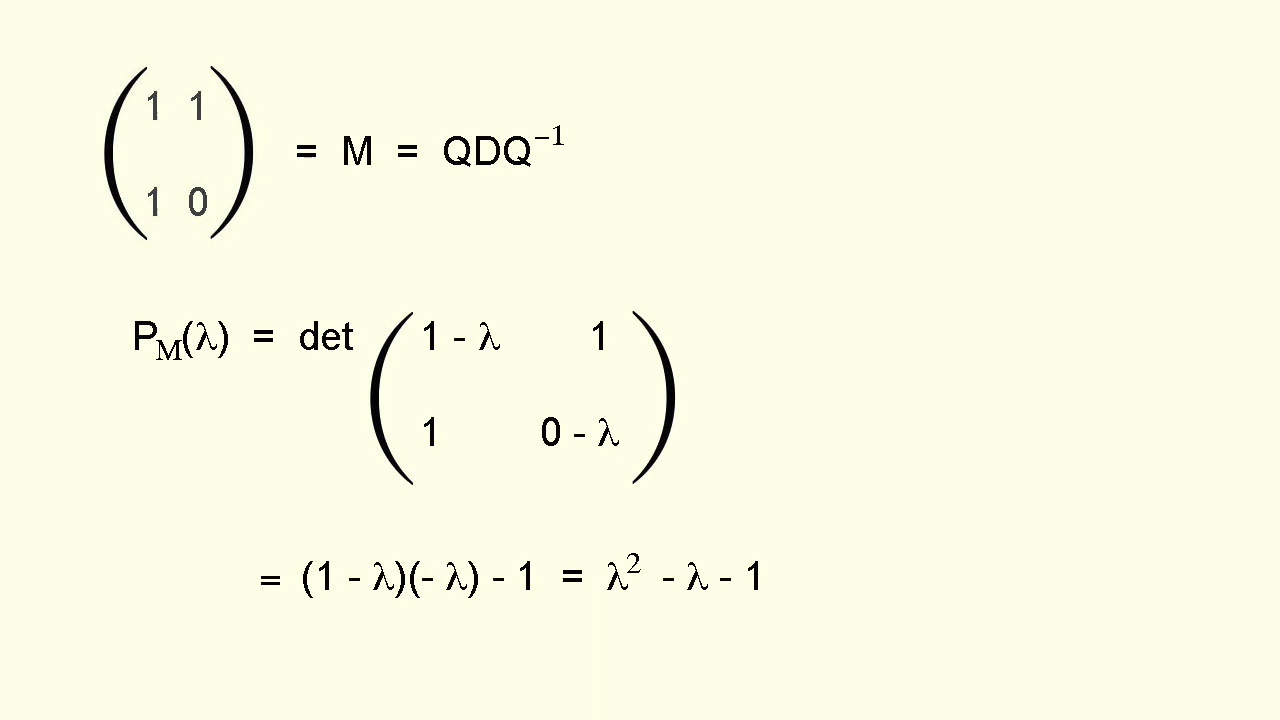 1 1
= M = QDQ⁻¹
1 0
P_M(λ) = det
1 - λ 1
1 0 - λ
= (1 - λ)(- λ) - 1 = λ² - λ - 1